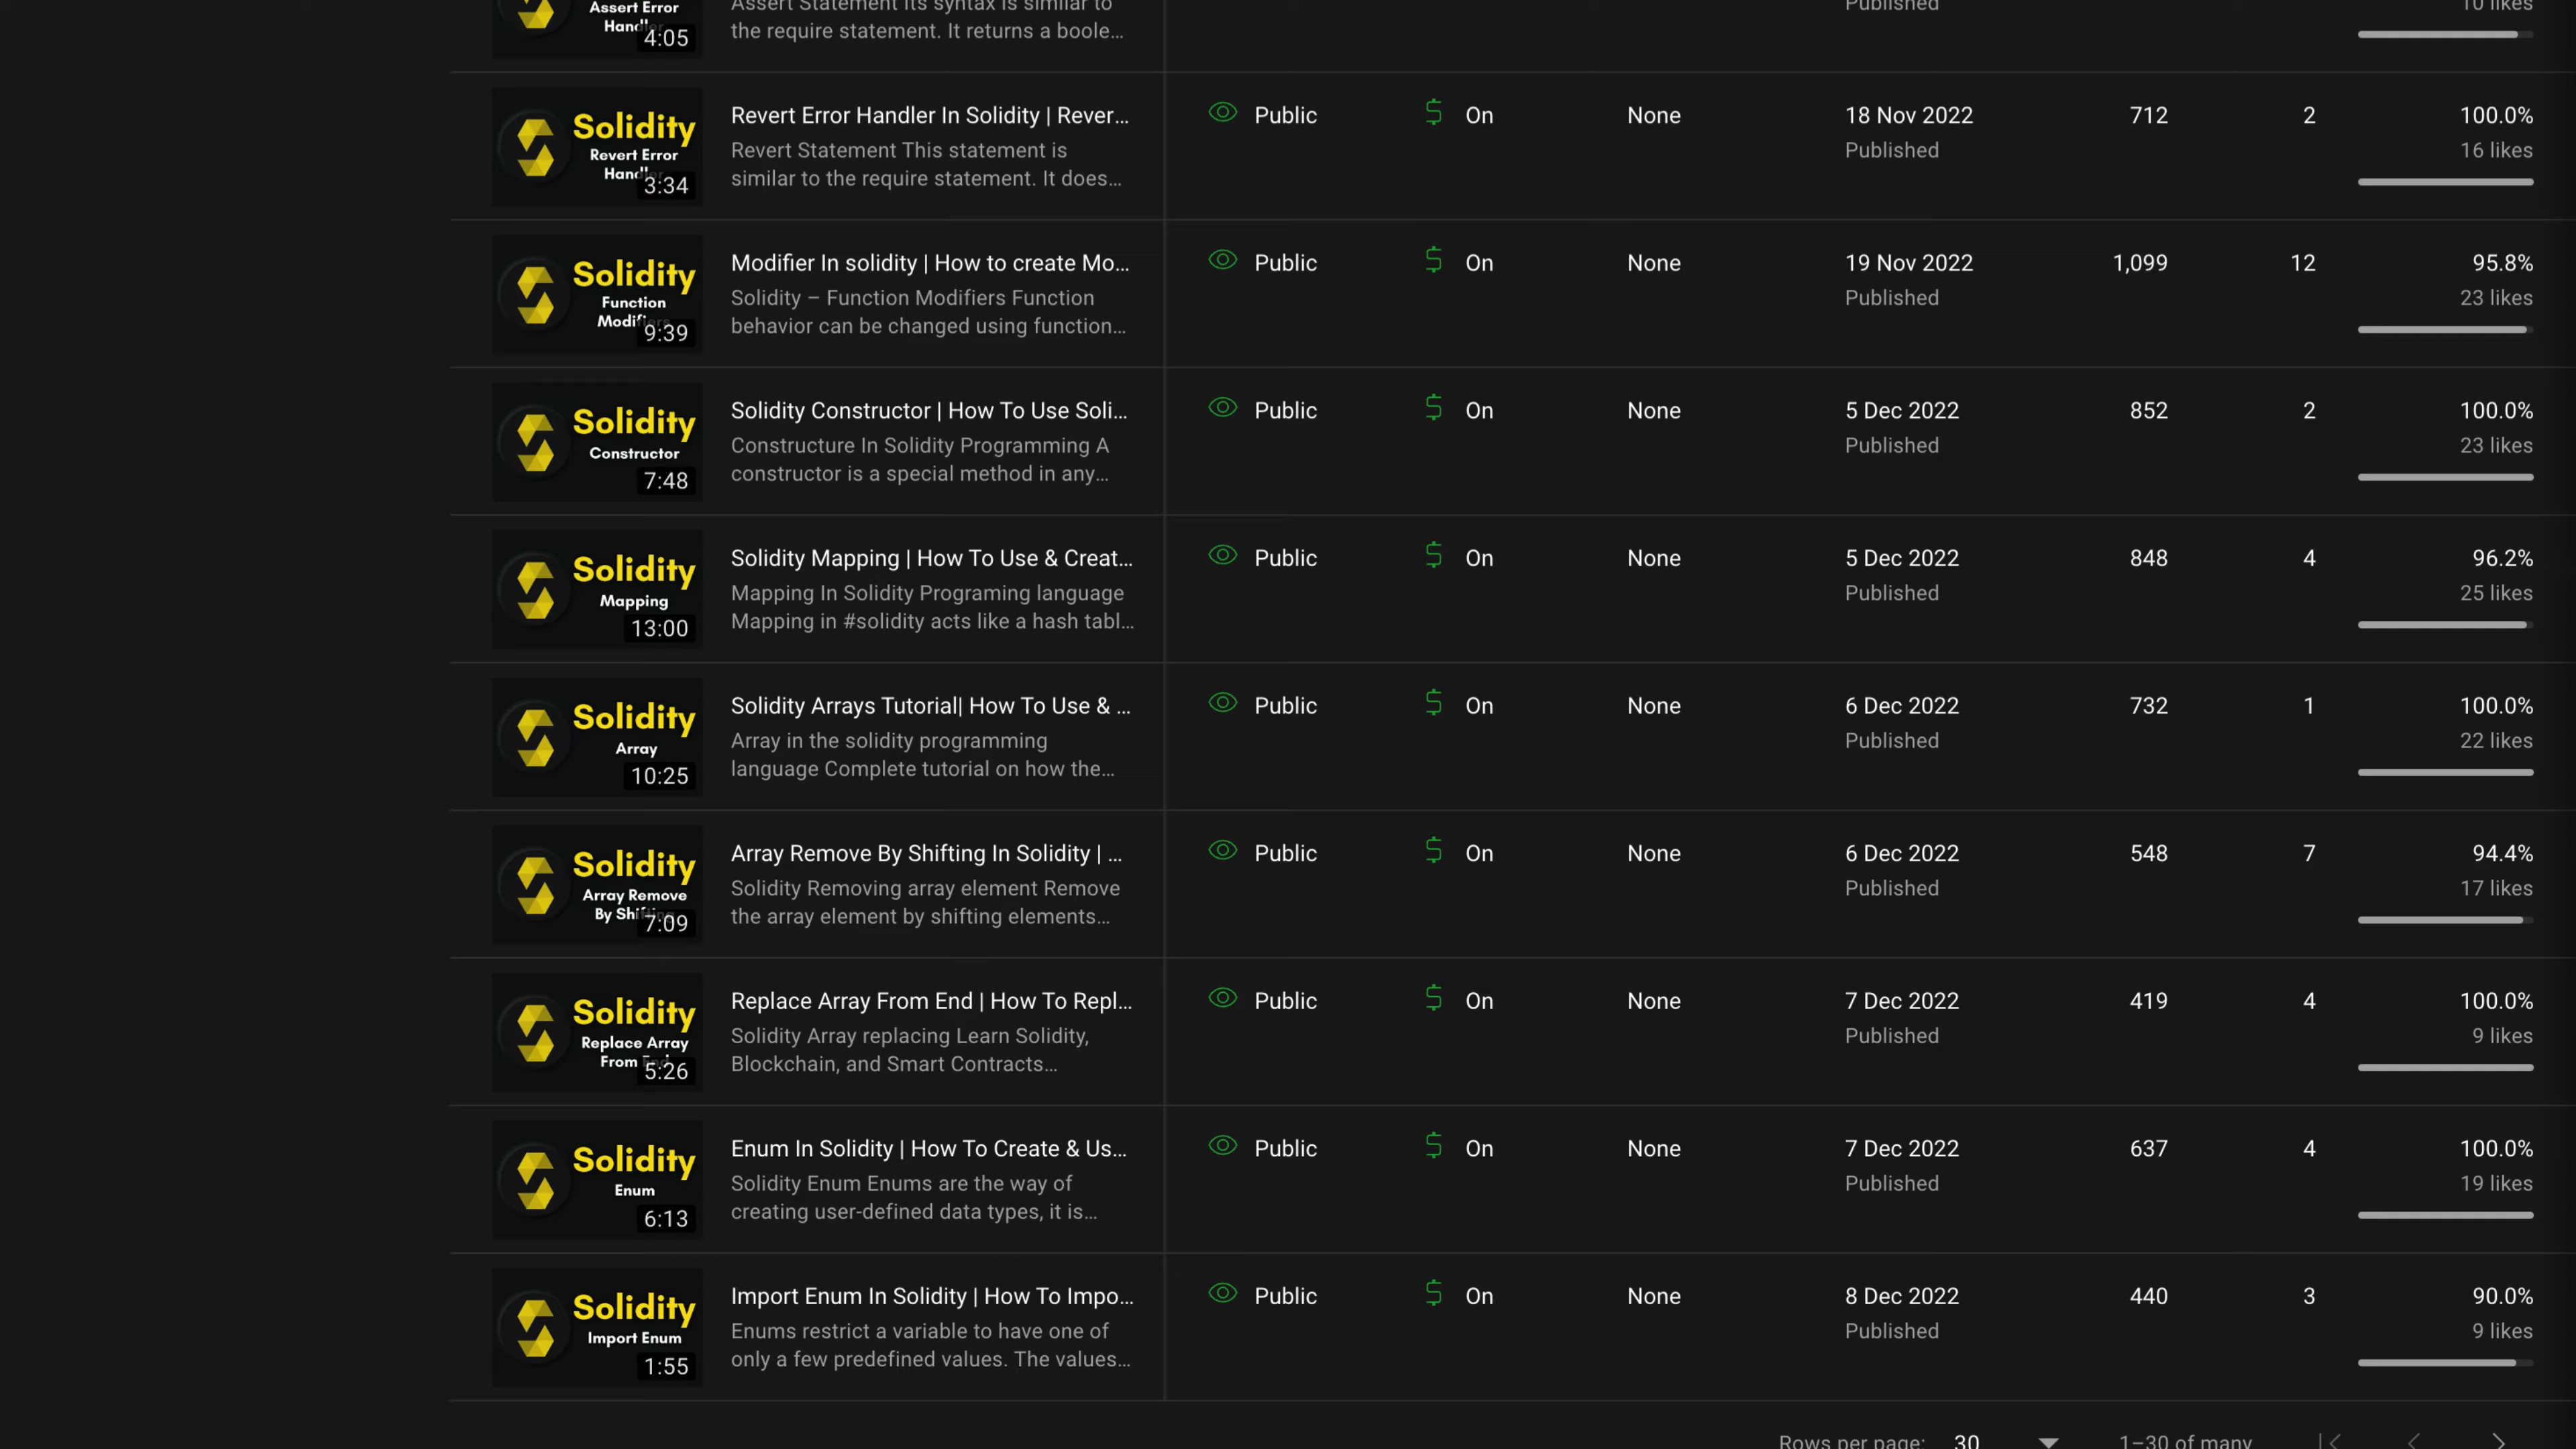 Assert Error
Assert Statement Its syntax is similar to
Published
10 likes
Hand
4:05
the require statement. It returns a boole...
Solidity
Revert Error
Hand
3:34
Revert Error Handler In Solidity | Rever...
Revert Statement This statement is
similar to the require statement. It does...
Public
On
None
18 Nov 2022
Published
712
2
100.0%
16 likes
Solidity
Function
Modifiers
9:39
Modifier In solidity | How to create Mo...
Solidity – Function Modifiers Function
behavior can be changed using function...
Public
On
None
19 Nov 2022
Published
1,099
12
95.8%
23 likes
Solidity
Constructor
7:48
Solidity Constructor | How To Use Soli...
Constructure In Solidity Programming A
constructor is a special method in any...
Public
On
None
5 Dec 2022
Published
852
2
100.0%
23 likes
Solidity
Mapping
13:00
Solidity Mapping | How To Use & Creat...
Mapping In Solidity Programing language
Mapping in #solidity acts like a hash tabl...
Public
On
None
5 Dec 2022
Published
848
4
96.2%
25 likes
Solidity
Array
10:25
Solidity Arrays Tutorial| How To Use & ...
Array in the solidity programming
language Complete tutorial on how the...
Public
On
None
6 Dec 2022
Published
732
1
100.0%
22 likes
Solidity
Array Remove
By Shifting
7:09
Array Remove By Shifting In Solidity | ...
Solidity Removing array element Remove
the array element by shifting elements...
Public
On
None
6 Dec 2022
Published
548
7
94.4%
17 likes
Solidity
Replace Array
From End
5:26
Replace Array From End | How To Repl...
Solidity Array replacing Learn Solidity,
Blockchain, and Smart Contracts...
Public
On
None
7 Dec 2022
Published
419
4
100.0%
9 likes
Solidity
Enum
6:13
Enum In Solidity | How To Create & Us...
Solidity Enum Enums are the way of
creating user-defined data types, it is...
Public
On
None
7 Dec 2022
Published
637
4
100.0%
19 likes
Solidity
Import Enum
1:55
Import Enum In Solidity | How To Impo...
Enums restrict a variable to have one of
only a few predefined values. The values...
Public
On
None
8 Dec 2022
Published
440
3
90.0%
9 likes
Rows per page: 30
1–30 of many